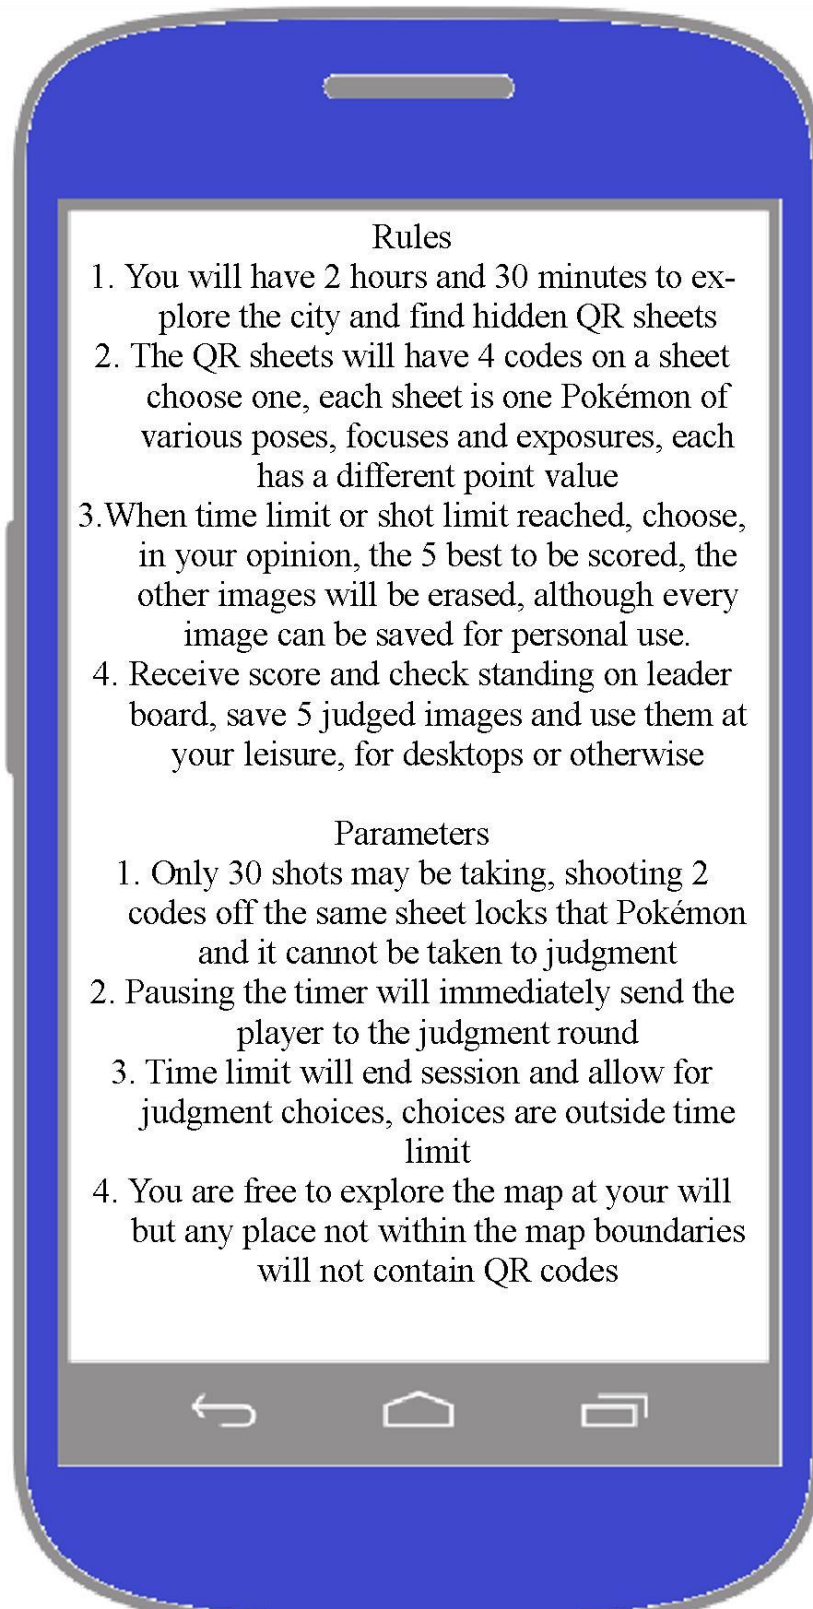 Rules
1. You will have 2 hours and 30 minutes to ex-
plore the city and find hidden QR sheets
2. The QR sheets will have 4 codes on a sheet
choose one, each sheet is one Pokémon of
various poses, focuses and exposures, each
has a different point value
3.When time limit or shot limit reached, choose,
in your opinion, the 5 best to be scored, the
other images will be erased, although every
image can be saved for personal use.
4. Receive score and check standing on leader
board, save 5 judged images and use them at
your leisure, for desktops or otherwise
Parameters
1. Only 30 shots may be taking, shooting 2
codes off the same sheet locks that Pokémon
and it cannot be taken to judgment
2. Pausing the timer will immediately send the
player to the judgment round
3. Time limit will end session and allow for
judgment choices, choices are outside time
limit
4. You are free to explore the map at your will
but any place not within the map boundaries
will not contain QR codes